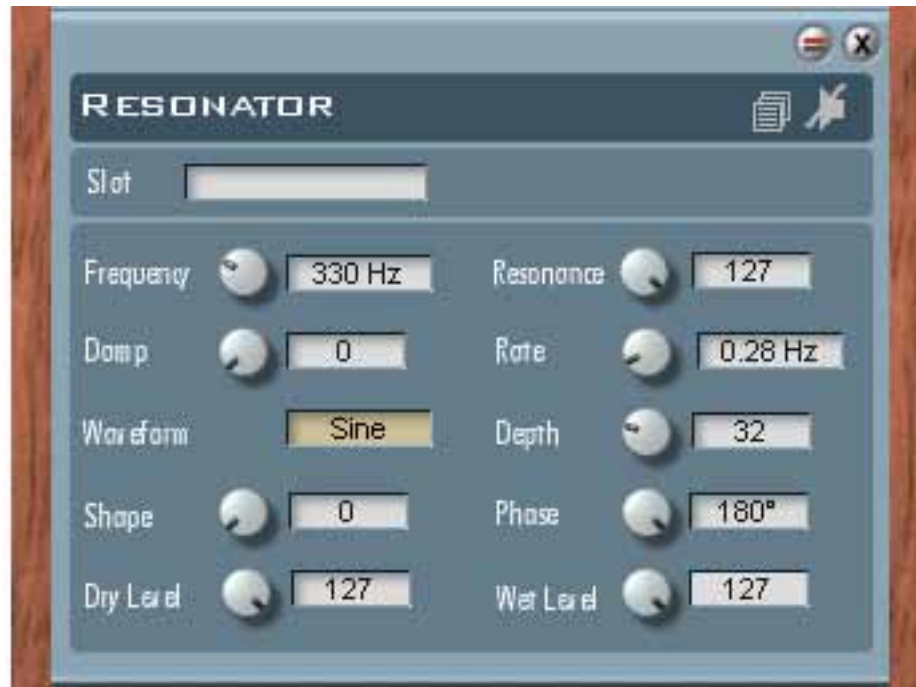 X
RESONATOR
Slot
Frequency 330 Hz Resonance 127
Damp 0 Rate 0.28 Hz
Waveform Sine Depth 32
Shape 0 Phase 180°
Dry Level 127 Wet Level 127